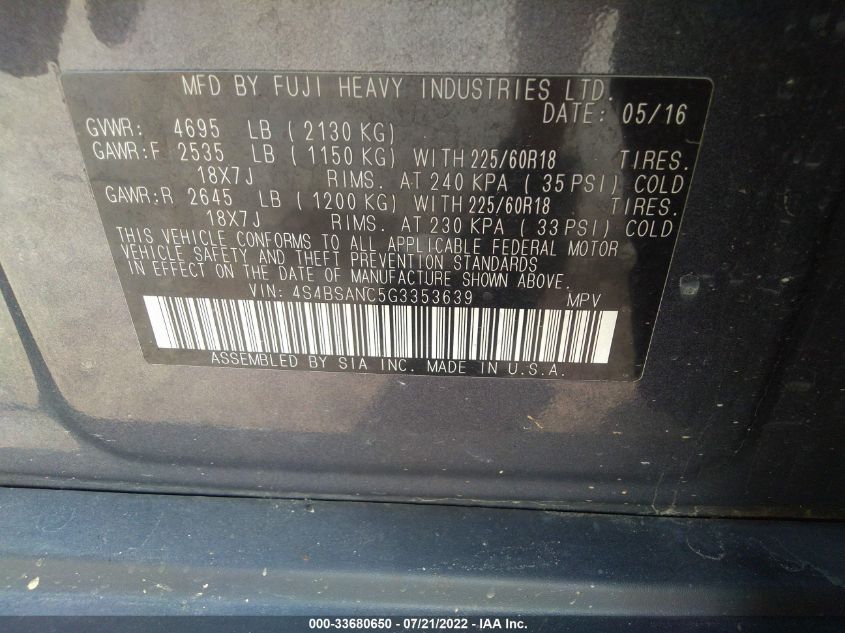 MFD BY FUJI HEAVY INDUSTRIES LTD.
DATE: 05/16
GVWR: 4695 LB ( 2130 KG)
GAWR:F 2535 LB ( 1150 KG) WITH 225/60R18 TIRES.
18X7J RIMS. AT 240 KPA ( 35 PSI) COLD
GAWR:R 2645 LB ( 1200 KG) WITH 225/60R18 TIRES.
18X7J RIMS. AT 230 KPA ( 33 PSI) COLD
THIS VEHICLE CONFORMS TO ALL APPLICABLE FEDERAL MOTOR
VEHICLE SAFETY AND THEFT PREVENTION STANDARDS
IN EFFECT ON THE DATE OF MANUFACTURE SHOWN ABOVE.
VIN: 4S4BSANC5G3353639 MPV
ASSEMBLED BY SIA INC. MADE IN U.S.A.
000-33680650 - 07/21/2022 - IAA Inc.